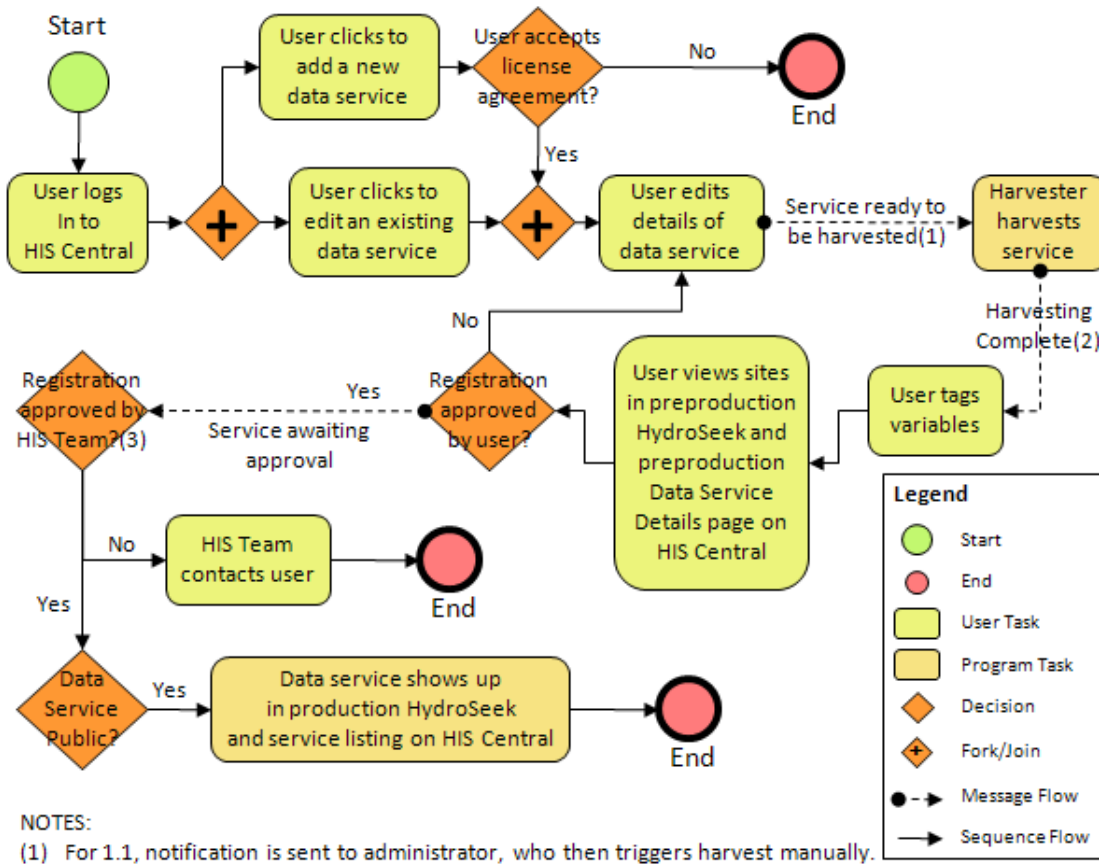 Start
User clicks to
add a new
data service
User accepts
license
agreement?
No
End
Yes
User logs
In to
HIS Central
User clicks to
edit an existing
data service
User edits
details of
data service
Service ready to
be harvested(1)
Harvester
harvests
service
Harvesting
Complete(2)
No
Registration
approved by
HIS Team?(3)
Yes
Service awaiting
approval
Registration
approved
by user?
User views sites
in preproduction
HydroSeek and
preproduction
Data Service
Details page on
HIS Central
User tags
variables
No
HIS Team
contacts user
End
Yes
Data
Service
Public?
Yes
Data service shows up
in production HydroSeek
and service listing on HIS Central
End
Legend
Start
End
User Task
Program Task
Decision
Fork/Join
Message Flow
Sequence Flow
NOTES:
(1) For 1.1, notification is sent to administrator, who then triggers harvest manually.